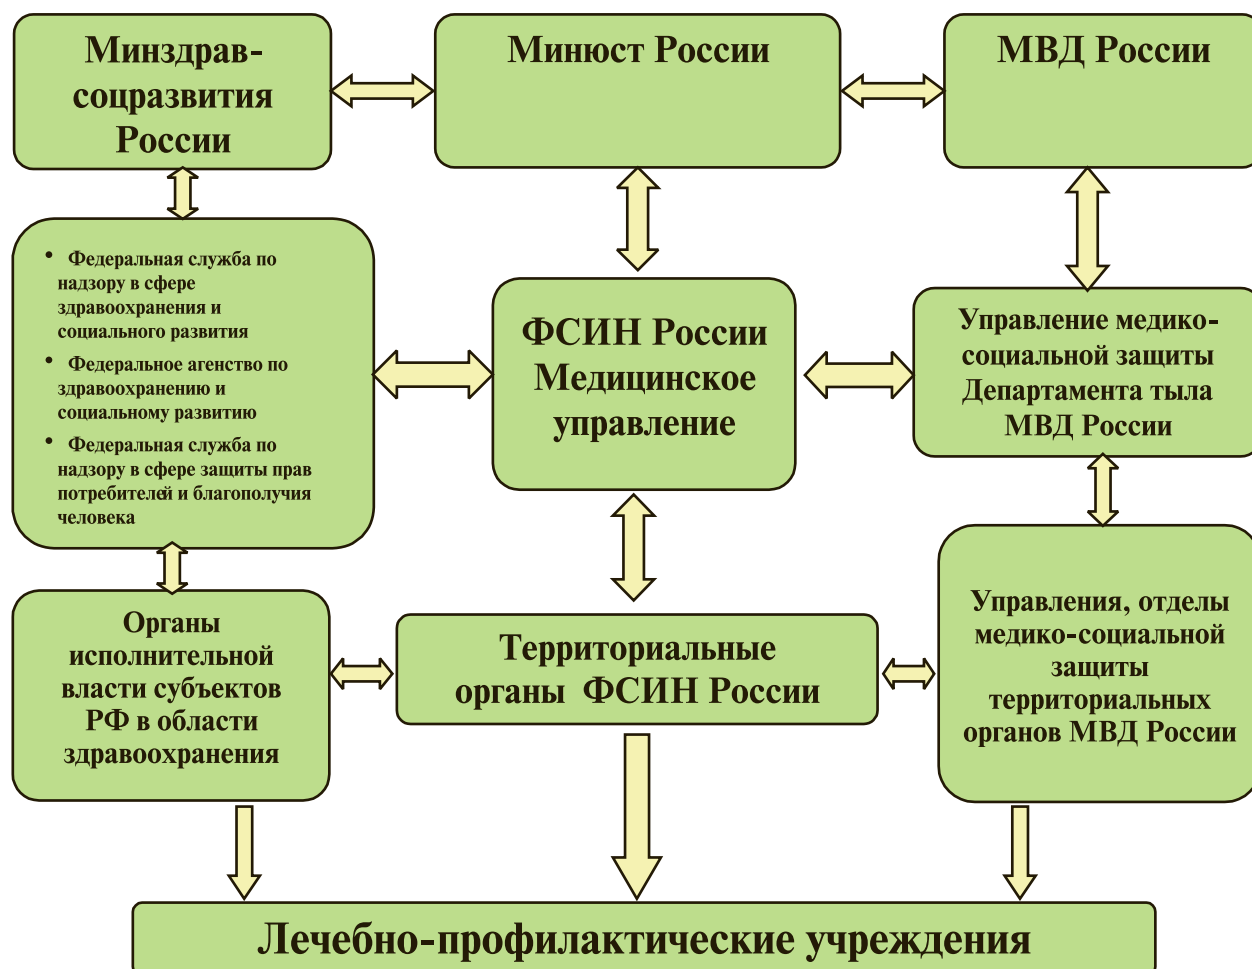 Минздрав-
соцразвития
России
Минюст России
МВД России
• Федеральная служба по
надзору в сфере
здравоохранения и
социального развития
• Федеральное агенство по
здравоохранению и
социальному развитию
• Федеральная служба по
надзору в сфере защиты прав
потребителей и благополучия
человека
ФСИН России
Медицинское
управление
Управление медико-
социальной защиты
Департамента тыла
МВД России
Органы
исполнительной
власти субъектов
РФ в области
здравоохранения
Территориальные
органы ФСИН России
Управления, отделы
медико-социальной
защиты
территориальных
органов МВД России
Лечебно-профилактические учреждения